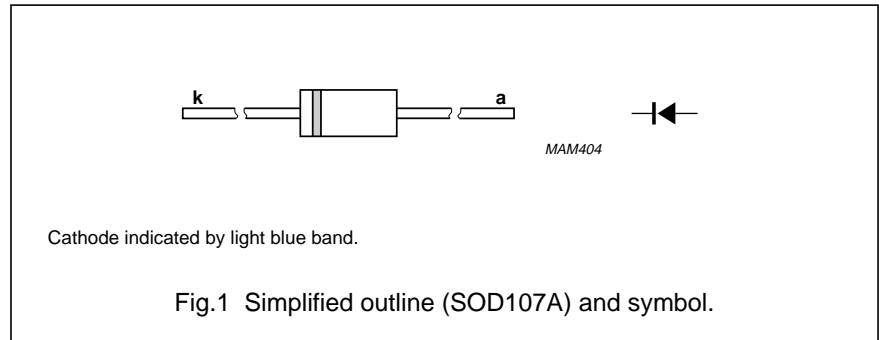 k
a
MAM404
Cathode indicated by light blue band.
Fig.1 Simplified outline (SOD107A) and symbol.